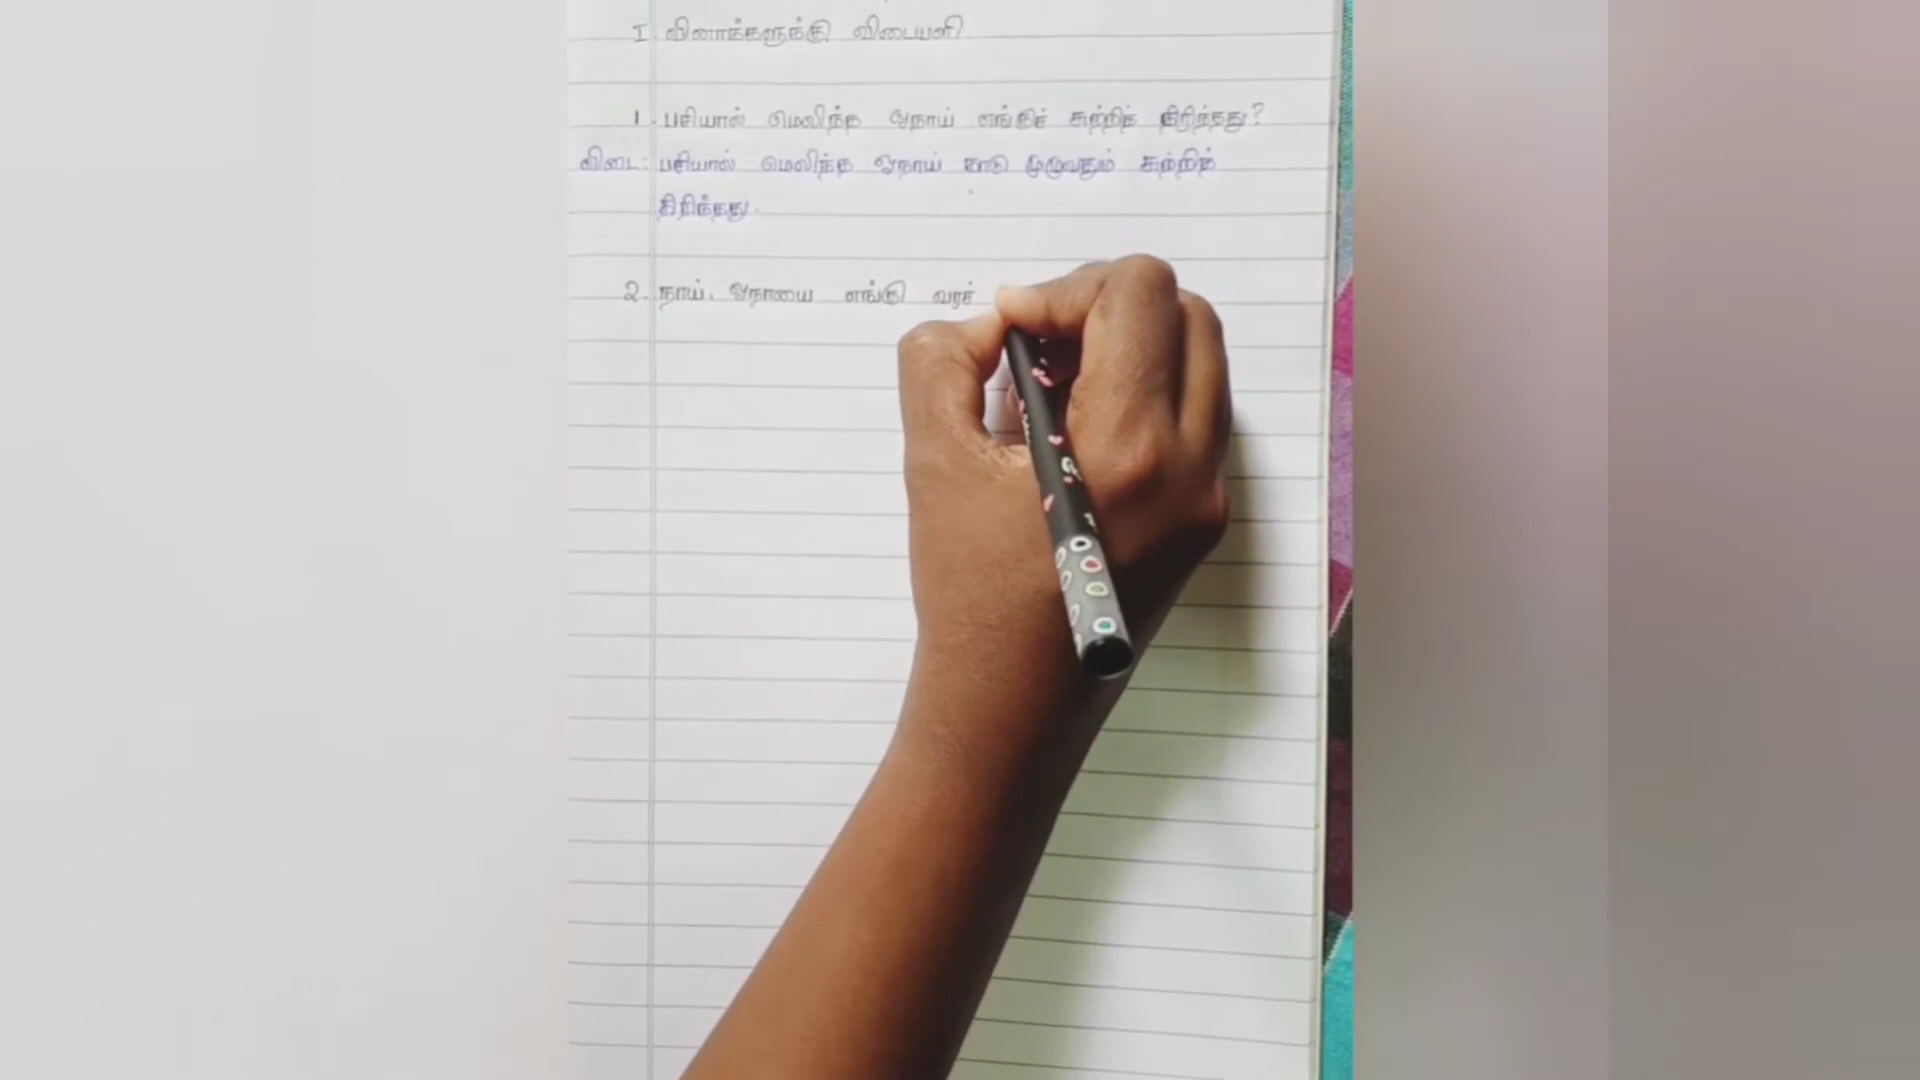 I. வினாக்களுக்கு விடையளி.
1. பசியால் மெலிந்த ஓநாய் எங்குச் சுற்றித் திரிந்தது?
விடை: பசியால் மெலிந்த ஓநாய் காடு முழுவதும் சுற்றித்
திரிந்தது.
2. நாய், ஓநாயை எங்கு வரச்